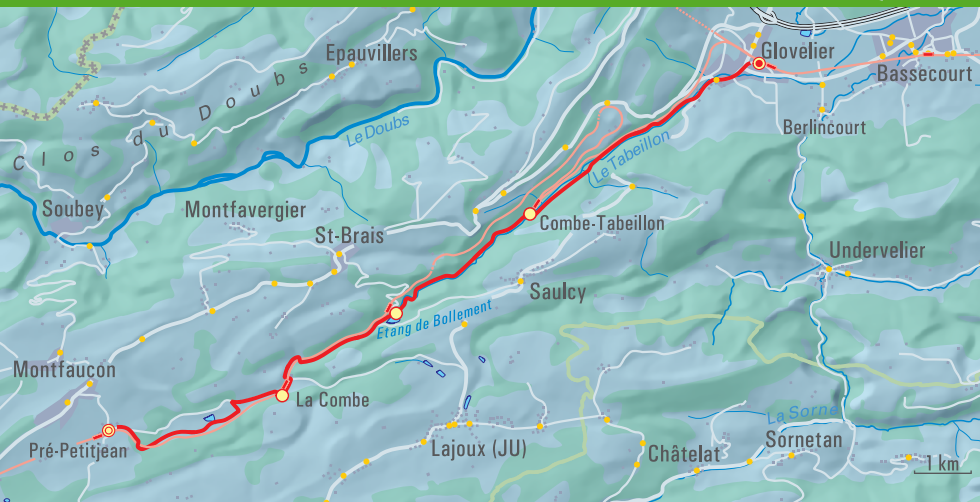 Glovelier
Epauvillers
Bassecourt
Clos du Doubs
Le Doubs
Berlincourt
Le Tabeillon
Soubey
Montfavergier
Combe-Tabeillon
St-Brais
Undervelier
Saulcy
Etang de Bollement
Montfaucon
La Combe
La Sorne
Pré-Petitjean
Lajoux (JU)
Châtelat
Sornetan
1 km